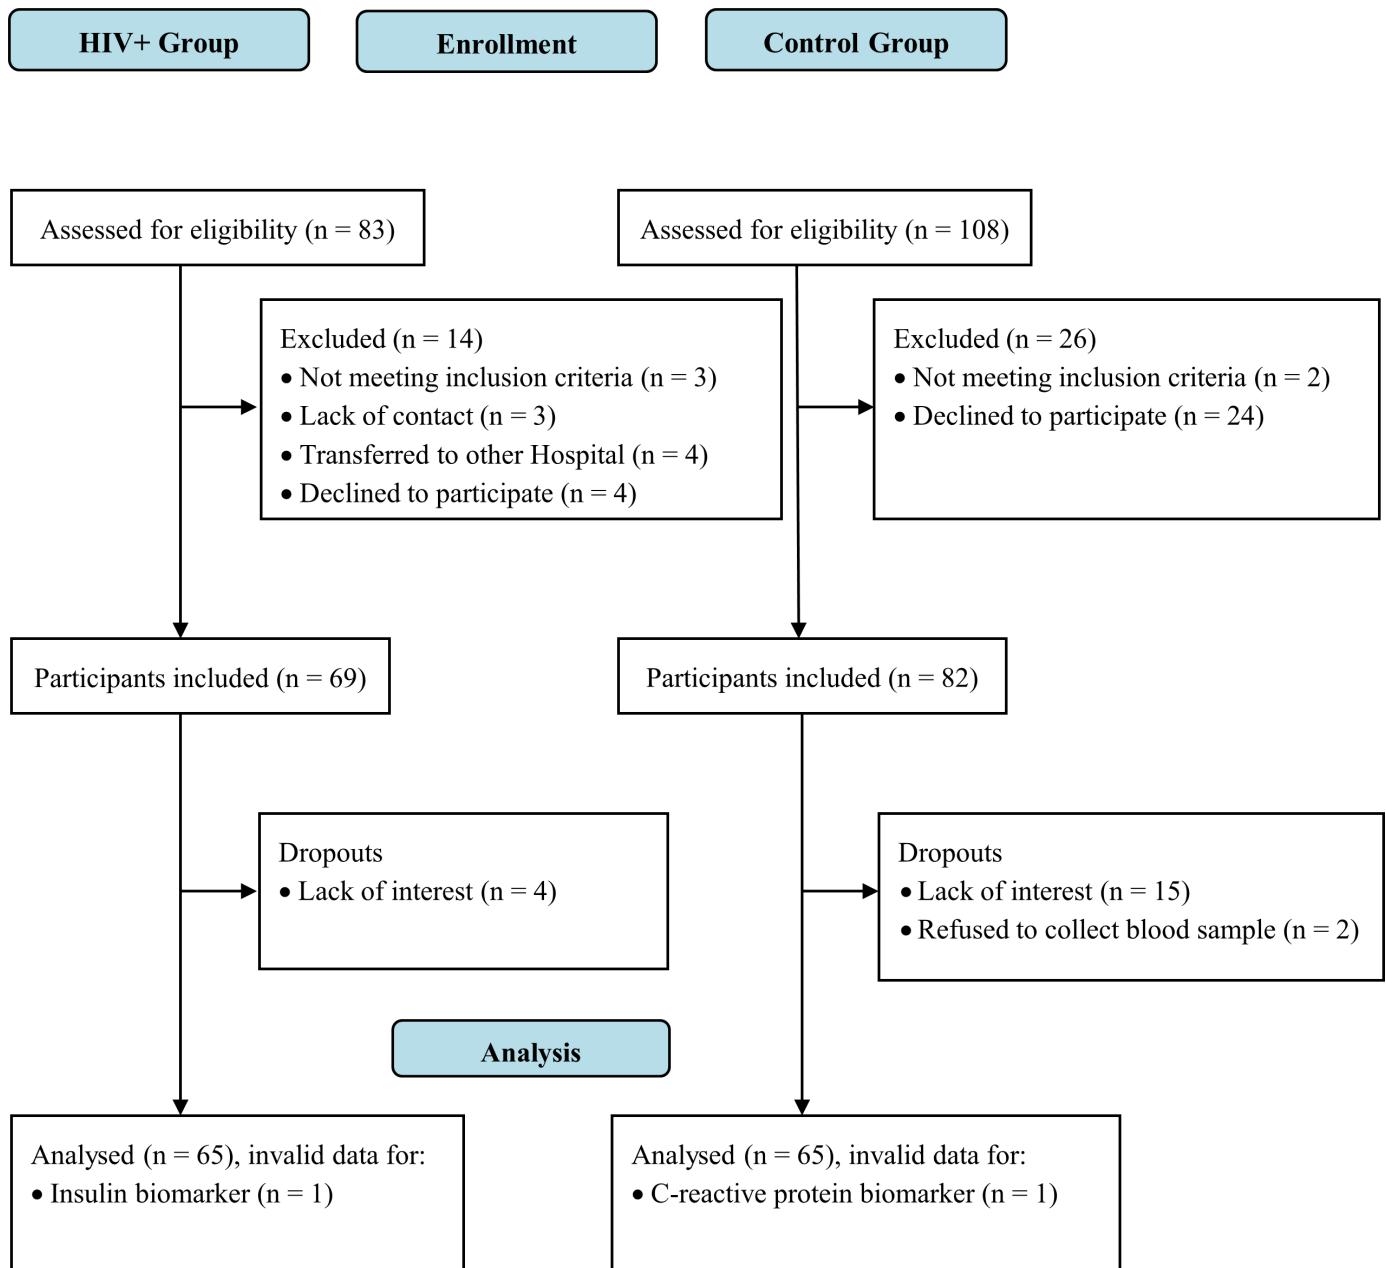 HIV+ Group
Enrollment
Control Group
Assessed for eligibility (n = 83)
Assessed for eligibility (n = 108)
Excluded (n = 14)
• Not meeting inclusion criteria (n = 3)
• Lack of contact (n = 3)
• Transferred to other Hospital (n = 4)
• Declined to participate (n = 4)
Excluded (n = 26)
• Not meeting inclusion criteria (n = 2)
• Declined to participate (n = 24)
Participants included (n = 69)
Participants included (n = 82)
Dropouts
• Lack of interest (n = 4)
Dropouts
• Lack of interest (n = 15)
• Refused to collect blood sample (n = 2)
Analysis
Analysed (n = 65), invalid data for:
• Insulin biomarker (n = 1)
Analysed (n = 65), invalid data for:
• C-reactive protein biomarker (n = 1)